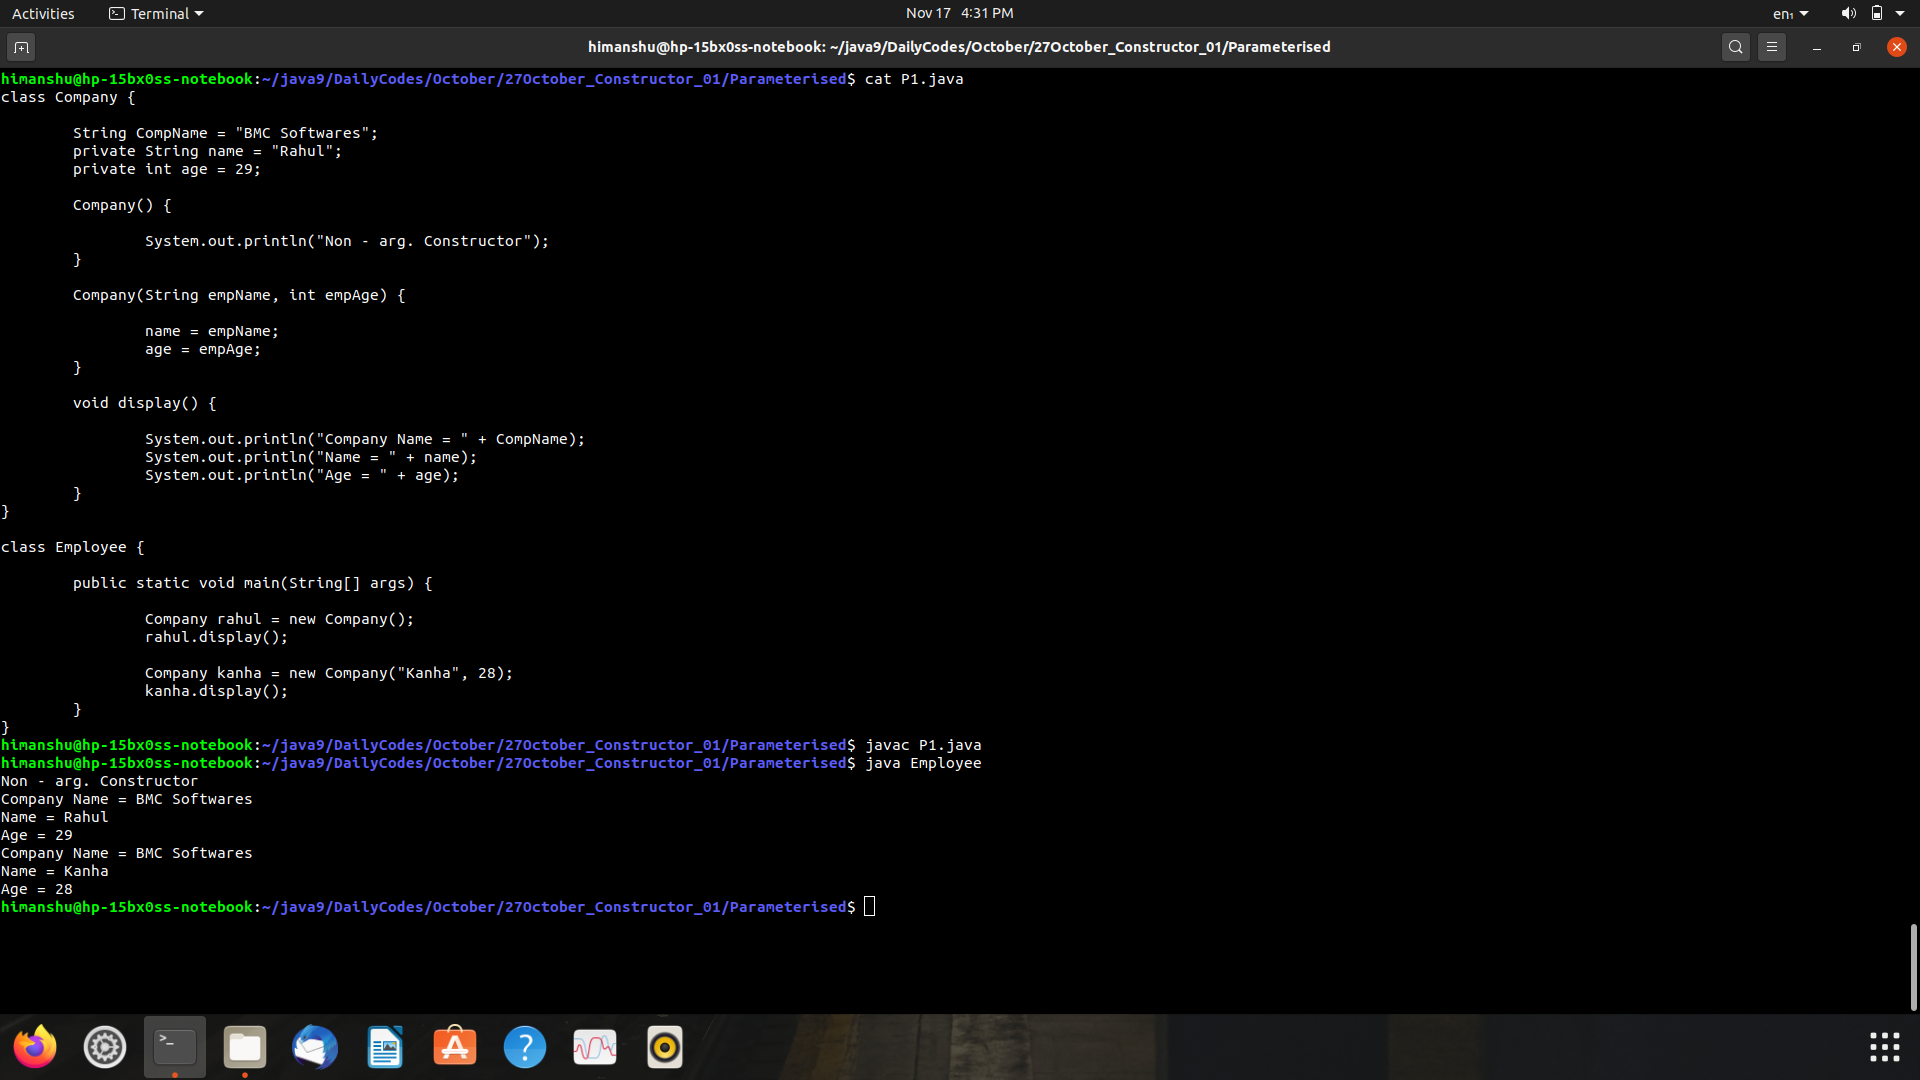 Activities Terminal Nov 17 4:31 PM en₁
himanshu@hp-15bx0ss-notebook: ~/java9/DailyCodes/October/27October_Constructor_01/Parameterised
himanshu@hp-15bx0ss-notebook:~/java9/DailyCodes/October/27October_Constructor_01/Parameterised$ cat P1.java
class Company {
String CompName = "BMC Softwares";
private String name = "Rahul";
private int age = 29;
Company() {
System.out.println("Non - arg. Constructor");
}
Company(String empName, int empAge) {
name = empName;
age = empAge;
}
void display() {
System.out.println("Company Name = " + CompName);
System.out.println("Name = " + name);
System.out.println("Age = " + age);
}
}
class Employee {
public static void main(String[] args) {
Company rahul = new Company();
rahul.display();
Company kanha = new Company("Kanha", 28);
kanha.display();
}
}
himanshu@hp-15bx0ss-notebook:~/java9/DailyCodes/October/27October_Constructor_01/Parameterised$ javac P1.java
himanshu@hp-15bx0ss-notebook:~/java9/DailyCodes/October/27October_Constructor_01/Parameterised$ java Employee
Non - arg. Constructor
Company Name = BMC Softwares
Name = Rahul
Age = 29
Company Name = BMC Softwares
Name = Kanha
Age = 28
himanshu@hp-15bx0ss-notebook:~/java9/DailyCodes/October/27October_Constructor_01/Parameterised$